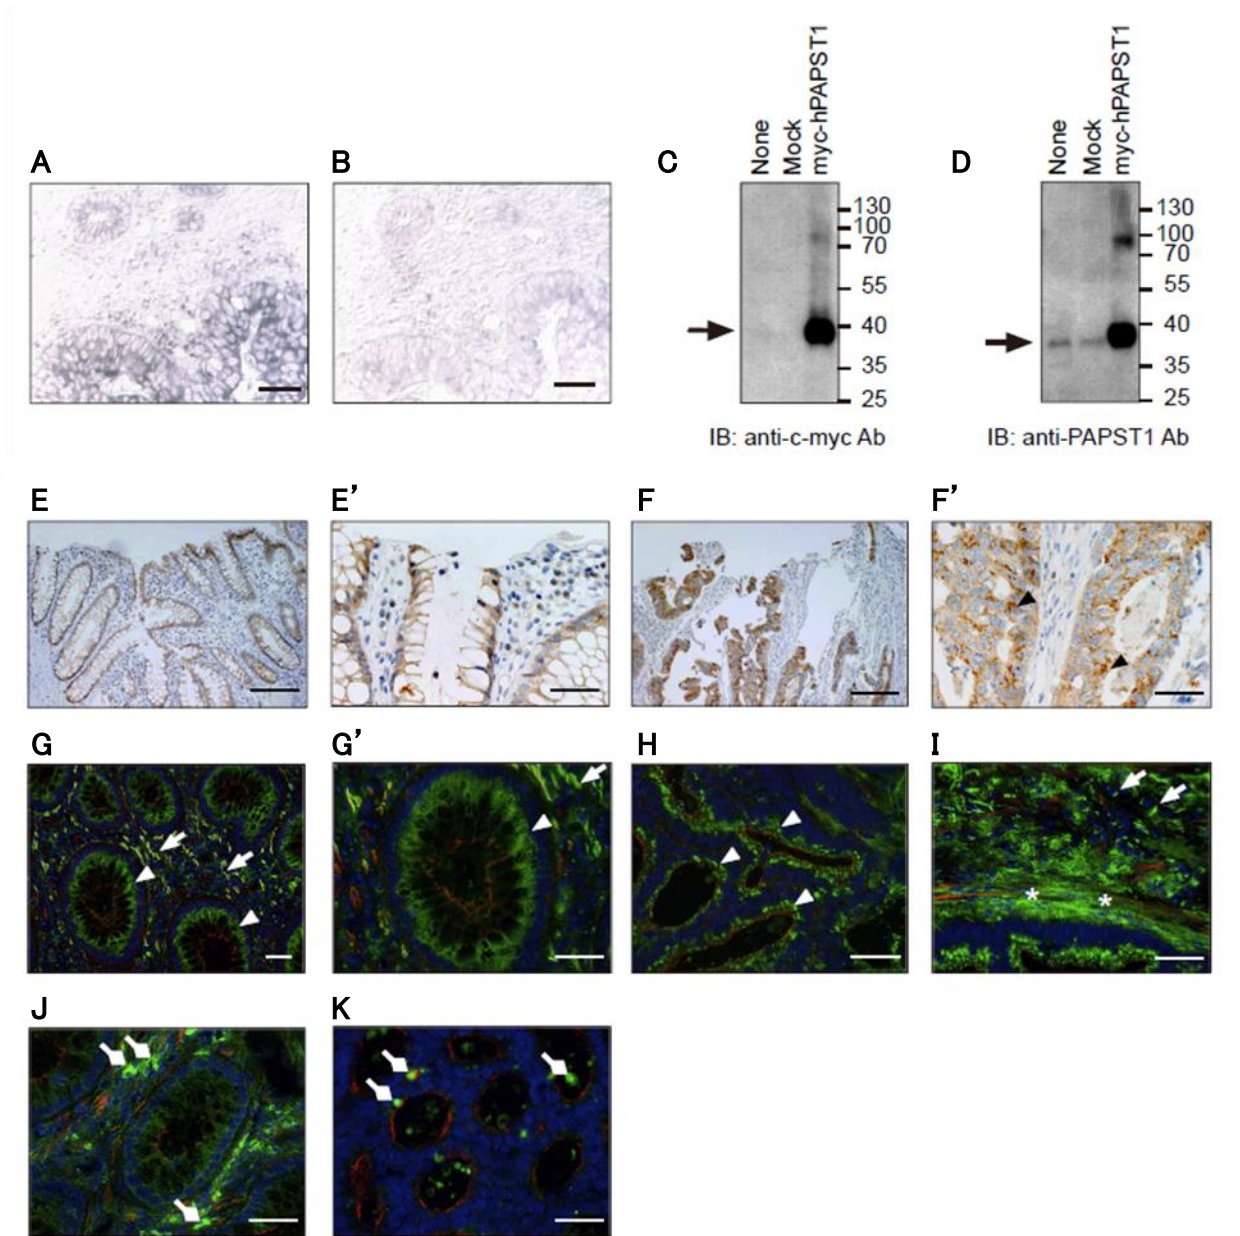 None
Mock
myc-hPAPST1
None
Mock
myc-hPAPST1
A
B
C
D
130
100
70
55
40
35
25
130
100
70
55
40
35
25
IB: anti-c-myc Ab
IB: anti-PAPST1 Ab
E
E’
F
F’
G
G’
H
I
* *
J
K